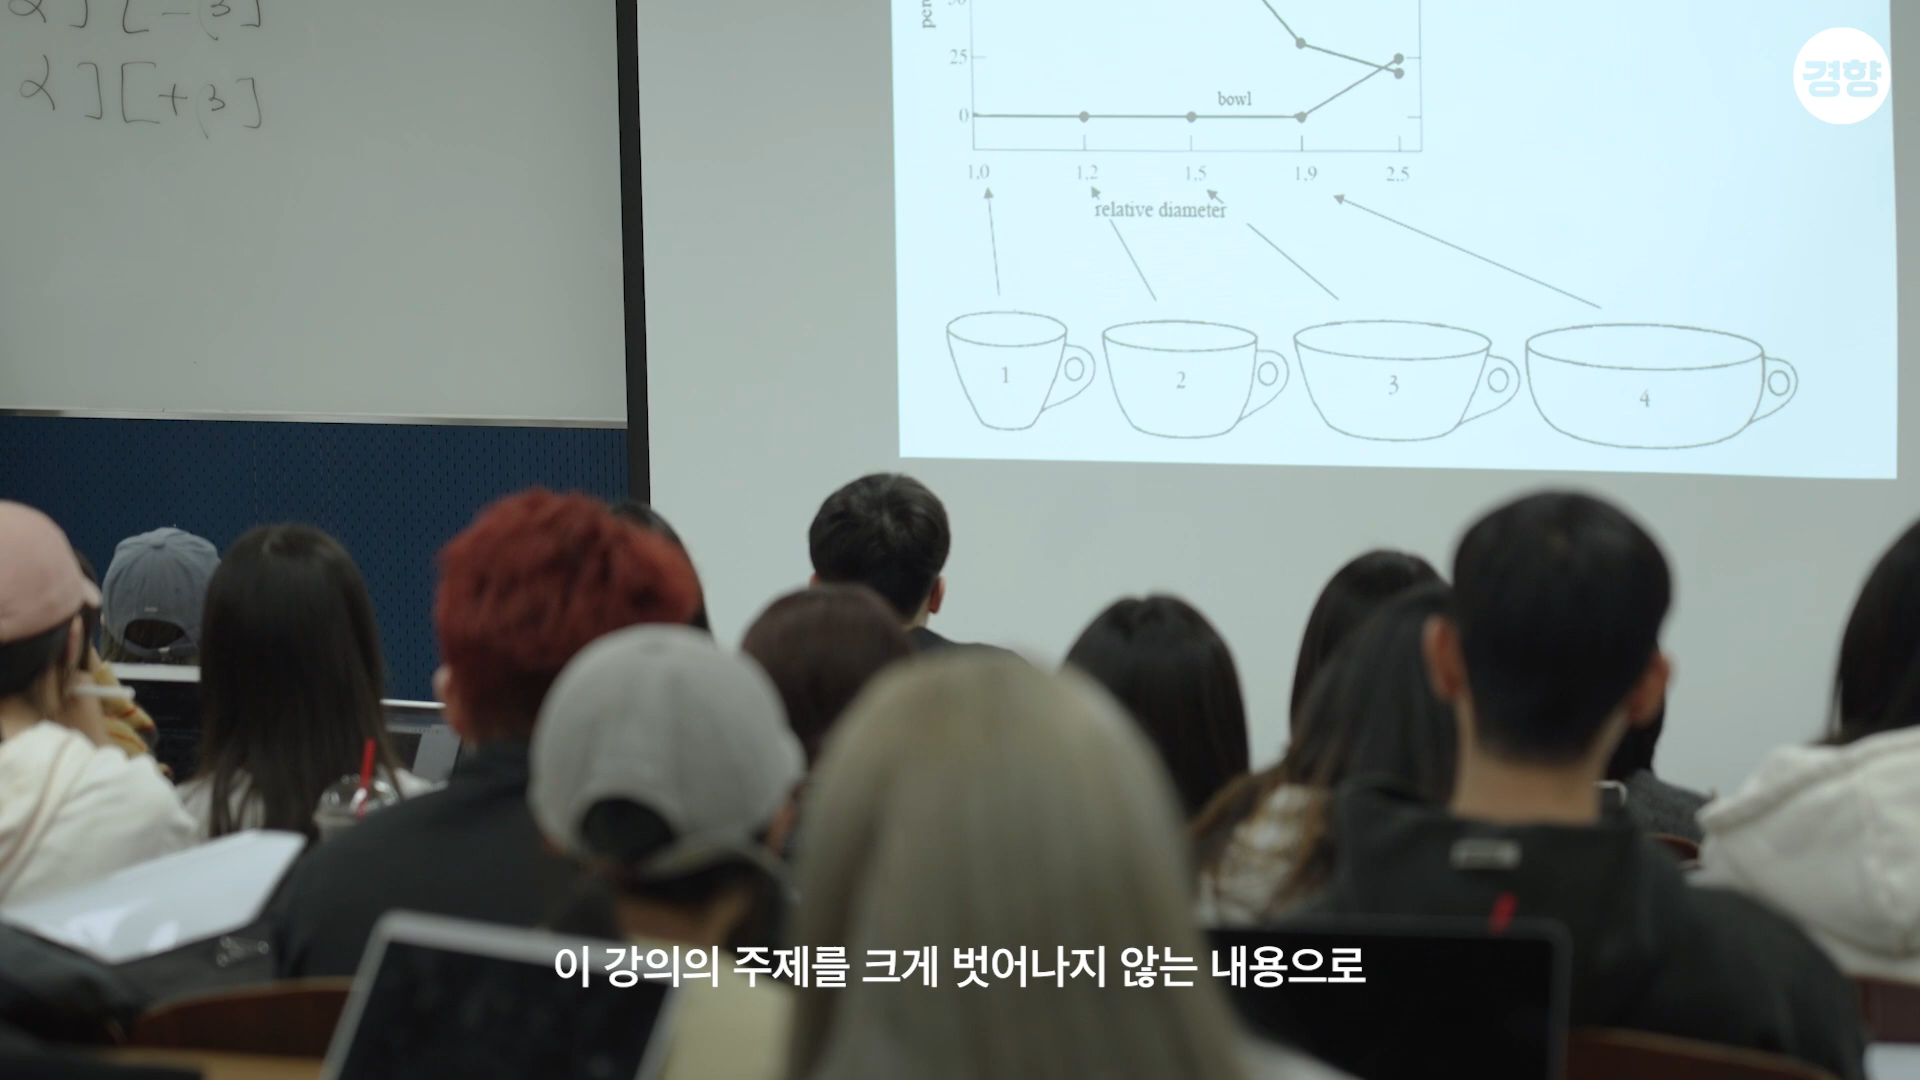 α] [-β]
α] [+β]
경향
25
bowl
0
1,0 1,2 1,5 1,9 2,5
relative diameter
1 2 3 4
이 강의의 주제를 크게 벗어나지 않는 내용으로